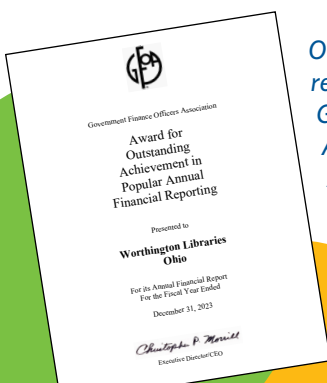 GFOA
Government Finance Officers Association
Award for
Outstanding
Achievement in
Popular Annual
Financial Reporting
Presented to
Worthington Libraries
Ohio
For its Annual Financial Report
For the Fiscal Year Ended
December 31, 2023
Christopher P. Morrill
Executive Director/CEO